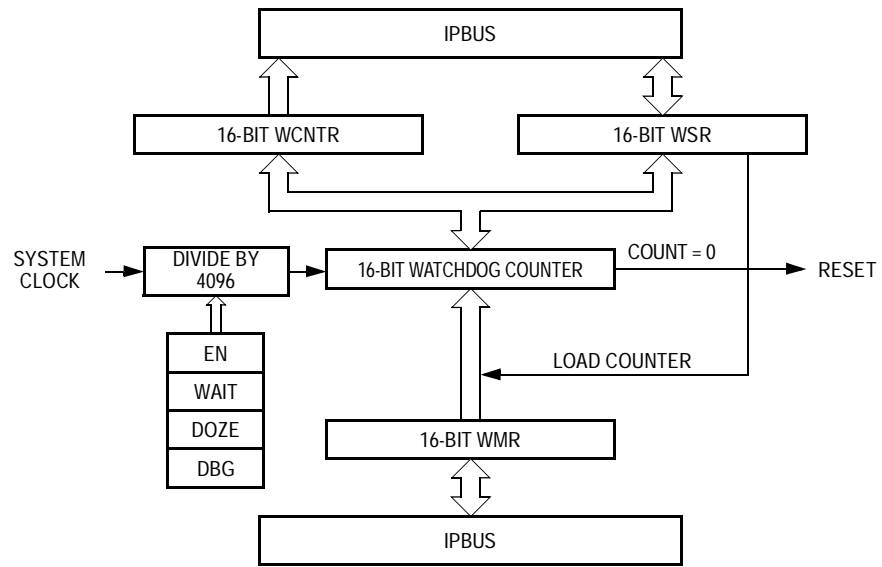 IPBUS
16-BIT WCNTR
16-BIT WSR
SYSTEM
CLOCK
DIVIDE BY
4096
16-BIT WATCHDOG COUNTER
COUNT = 0
RESET
EN
WAIT
DOZE
DBG
LOAD COUNTER
16-BIT WMR
IPBUS